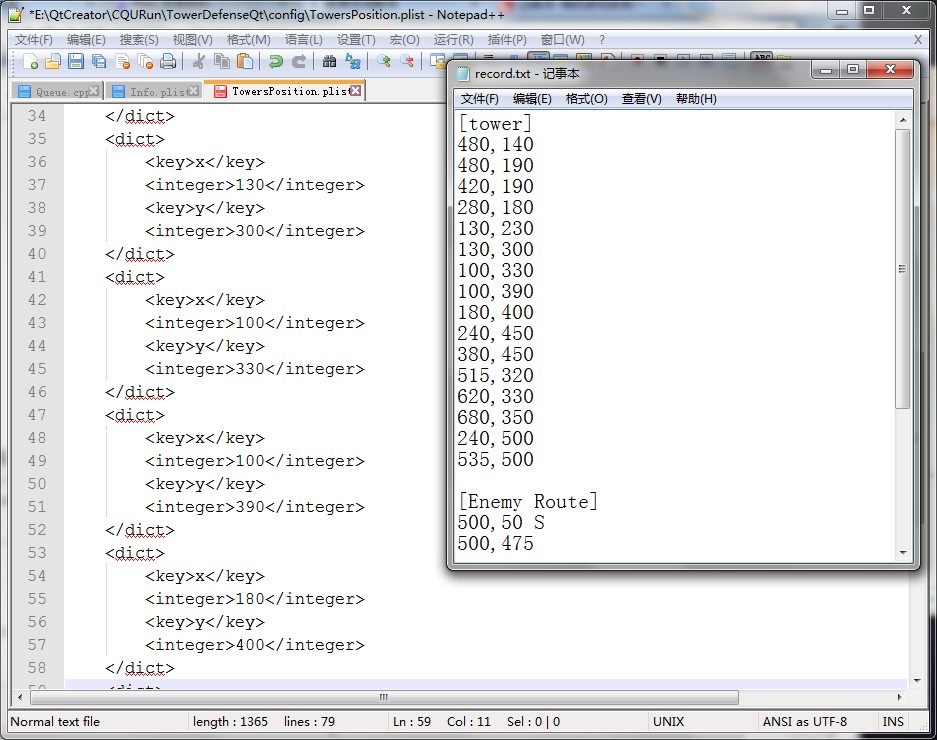 *E:\QtCreator\CQURun\TowerDefenseQt\config\TowersPosition.plist - Notepad++
文件(F) 编辑(E) 搜索(S) 视图(V) 格式(M) 语言(L) 设置(T) 宏(O) 运行(R) 插件(P) 窗口(W) ? X
Queue.cpp Info.plist TowersPosition.plist
34 </dict>
35 <dict>
36 <key>x</key>
37 <integer>130</integer>
38 <key>y</key>
39 <integer>300</integer>
40 </dict>
41 <dict>
42 <key>x</key>
43 <integer>100</integer>
44 <key>y</key>
45 <integer>330</integer>
46 </dict>
47 <dict>
48 <key>x</key>
49 <integer>100</integer>
50 <key>y</key>
51 <integer>390</integer>
52 </dict>
53 <dict>
54 <key>x</key>
55 <integer>180</integer>
56 <key>y</key>
57 <integer>400</integer>
58 </dict>
59 <dict>
record.txt - 记事本
文件(F) 编辑(E) 格式(O) 查看(V) 帮助(H)
[tower]
480,140
480,190
420,190
280,180
130,230
130,300
100,330
100,390
180,400
240,450
380,450
515,320
620,330
680,350
240,500
535,500
[Enemy Route]
500,50 S
500,475
Normal text file length : 1365 lines : 79 Ln : 59 Col : 11 Sel : 0 | 0 UNIX ANSI as UTF-8 INS